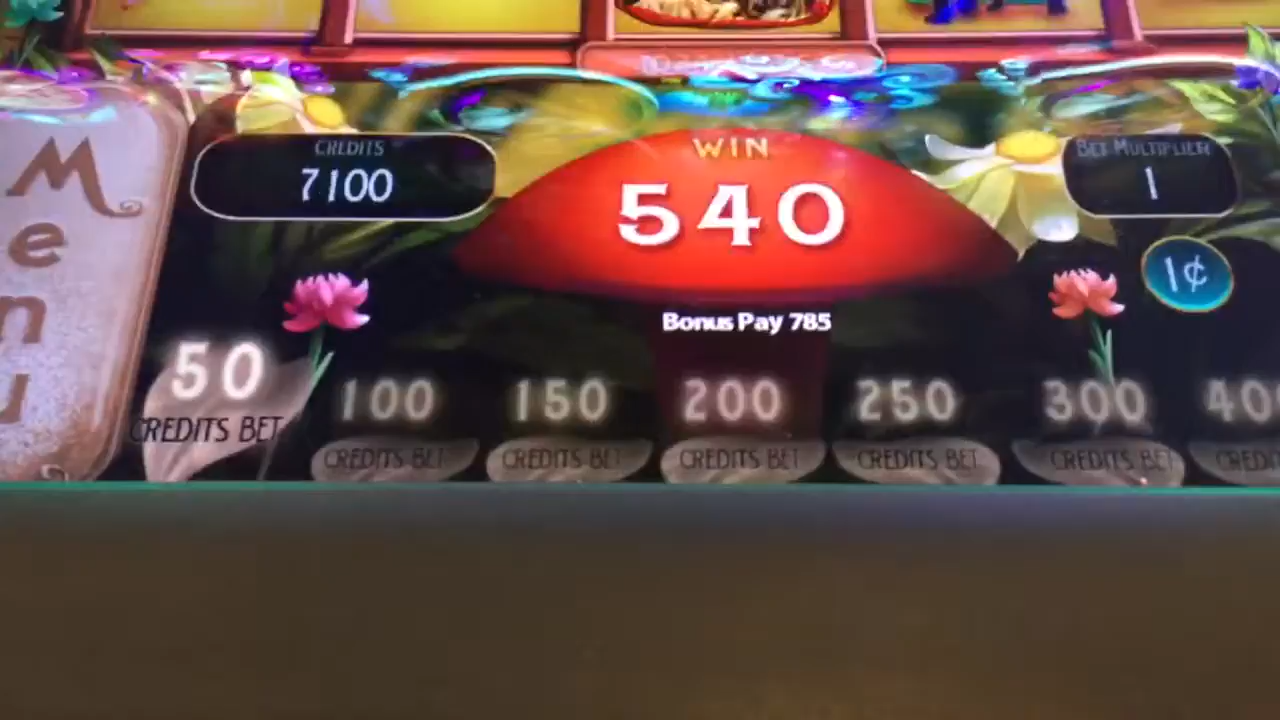 Menu
CREDITS
7100
WIN
540
BET MULTIPLIER
1
1¢
Bonus Pay 785
50
CREDITS BET
100
CREDITS BET
150
CREDITS BET
200
CREDITS BET
250
CREDITS BET
300
CREDITS BET